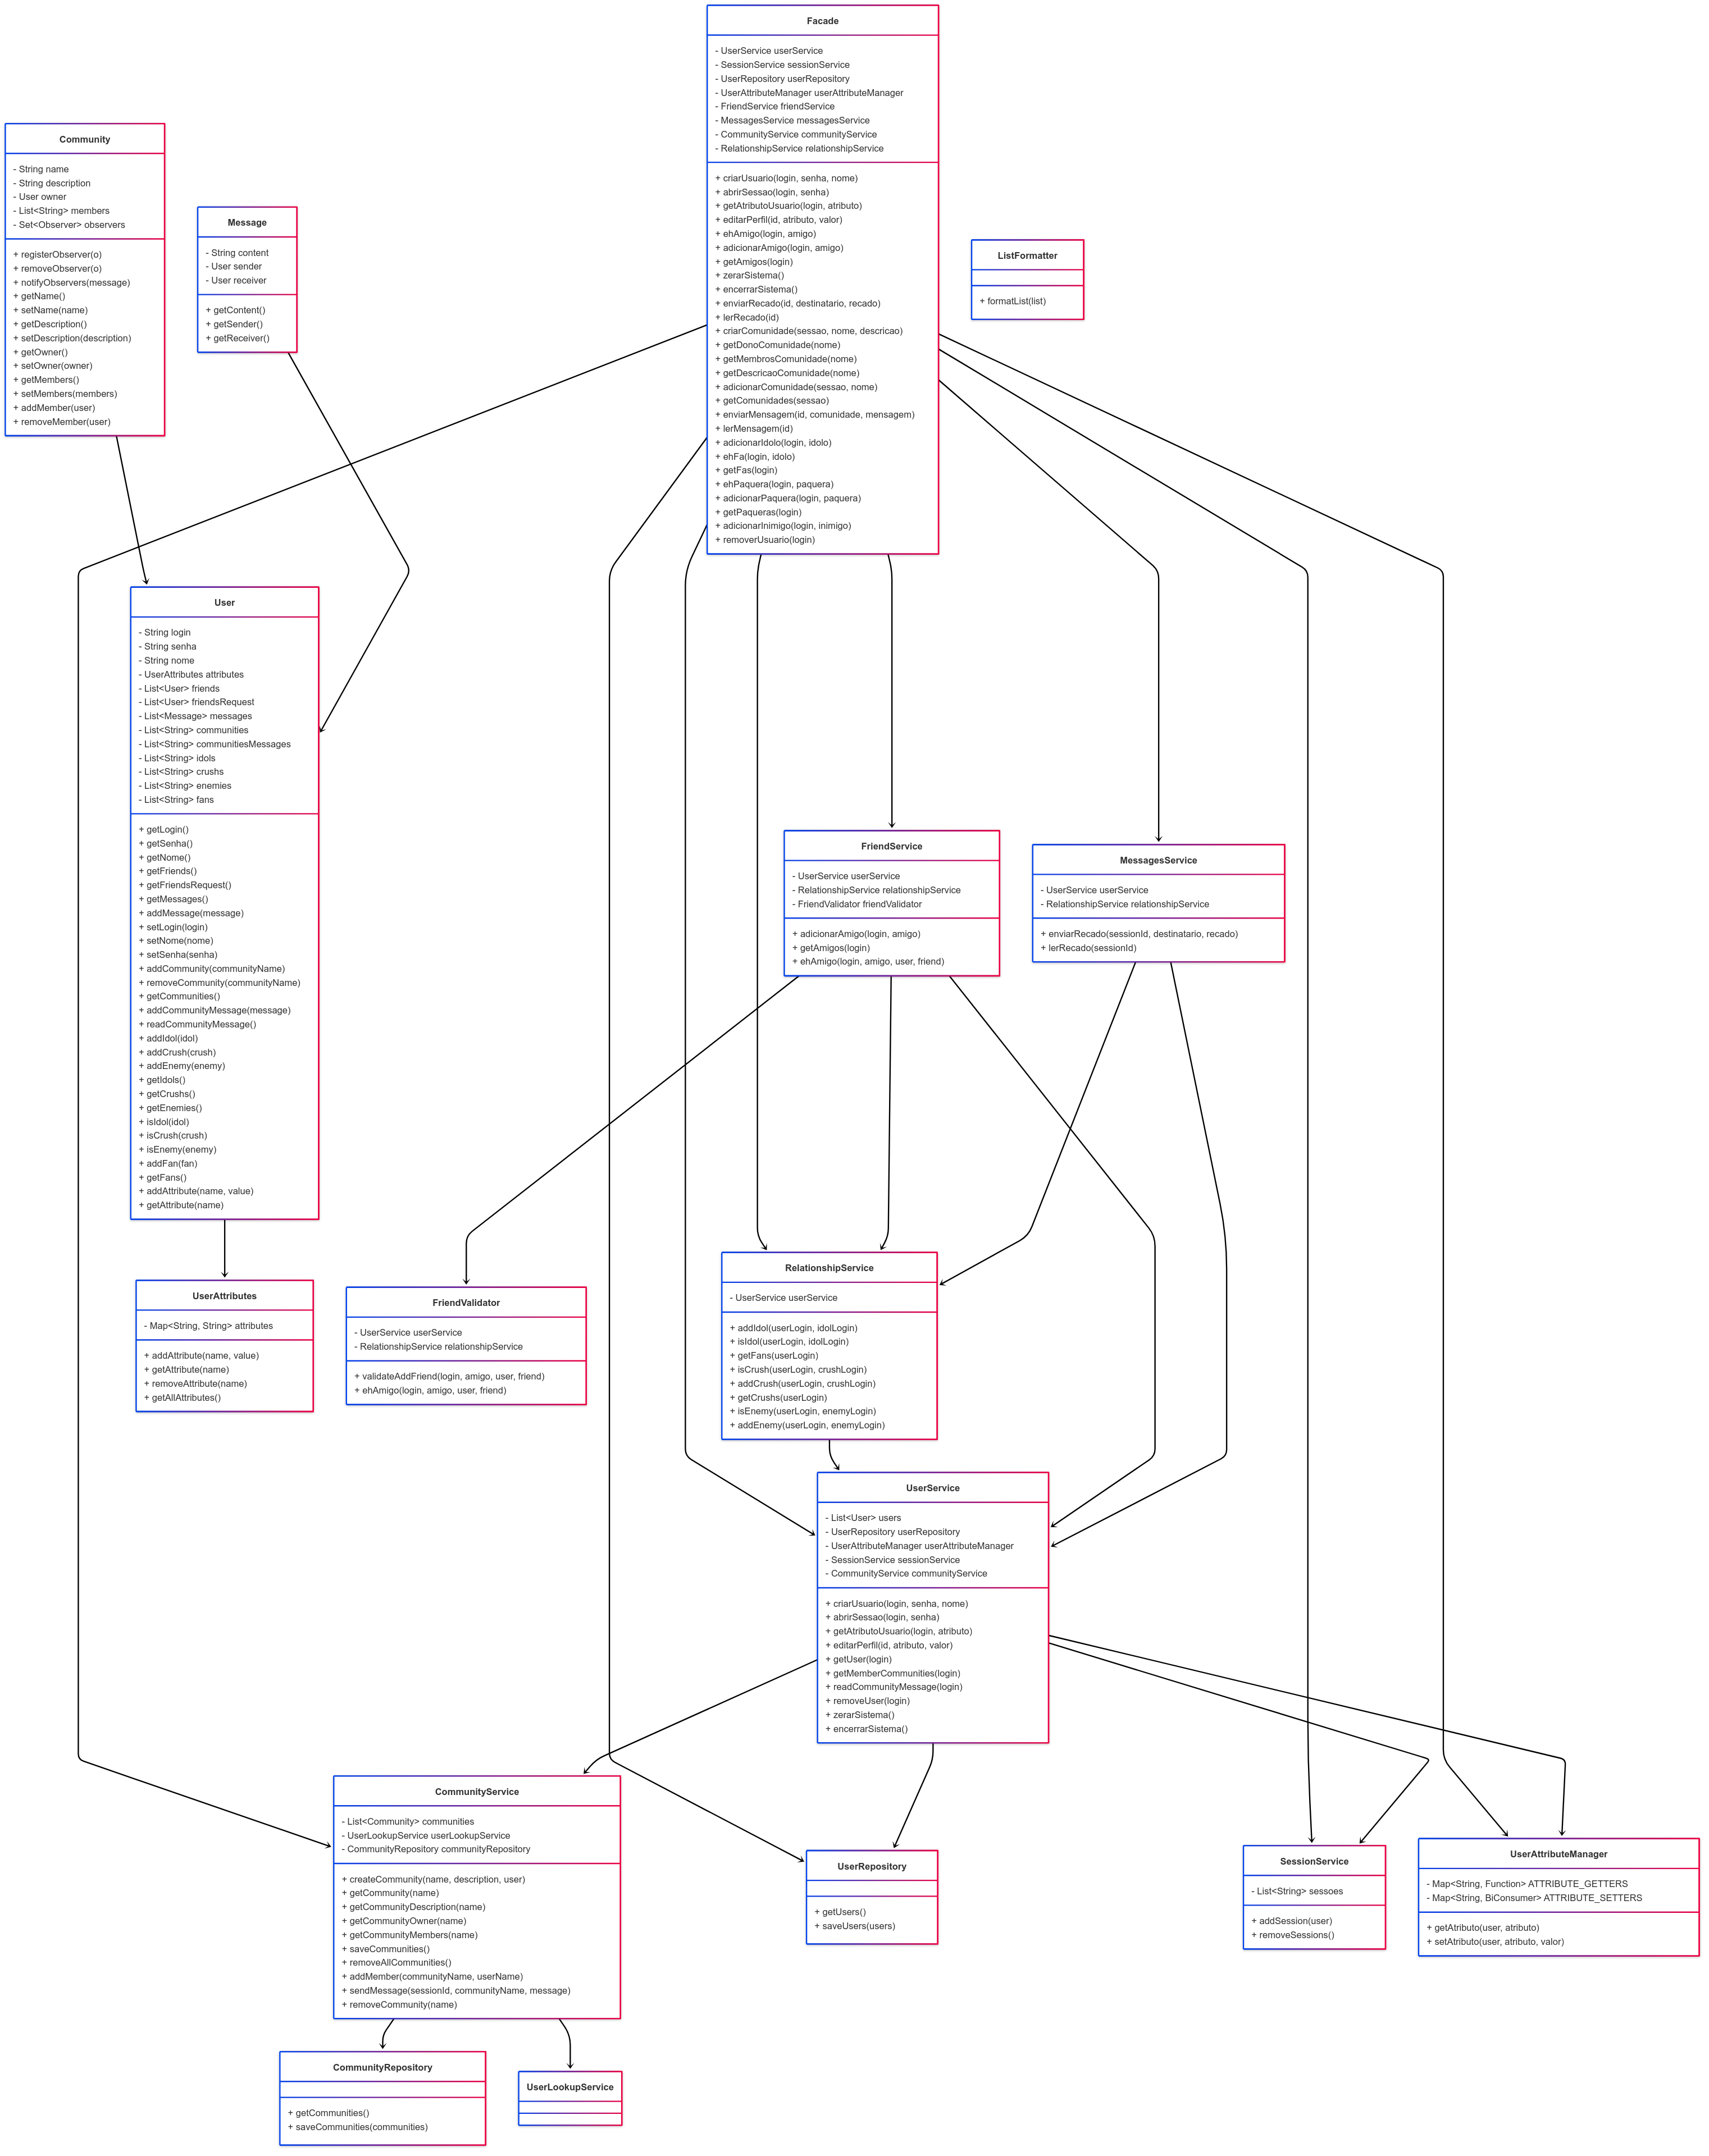 Facade
- UserService userService
- SessionService sessionService
- UserRepository userRepository
- UserAttributeManager userAttributeManager
- FriendService friendService
- MessagesService messagesService
- CommunityService communityService
- RelationshipService relationshipService
+ criarUsuario(login, senha, nome)
+ abrirSessao(login, senha)
+ getAtributoUsuario(login, atributo)
+ editarPerfil(id, atributo, valor)
+ ehAmigo(login, amigo)
+ adicionarAmigo(login, amigo)
+ getAmigos(login)
+ zerarSistema()
+ encerrarSistema()
+ enviarRecado(id, destinatario, recado)
+ lerRecado(id)
+ criarComunidade(sessao, nome, descricao)
+ getDonoComunidade(nome)
+ getMembrosComunidade(nome)
+ getDescricaoComunidade(nome)
+ adicionarComunidade(sessao, nome)
+ getComunidades(sessao)
+ enviarMensagem(id, comunidade, mensagem)
+ lerMensagem(id)
+ adicionarIdolo(login, idolo)
+ ehFa(login, idolo)
+ getFas(login)
+ ehPaquera(login, paquera)
+ adicionarPaquera(login, paquera)
+ getPaqueras(login)
+ adicionarInimigo(login, inimigo)
+ removerUsuario(login)
Community
- String name
- String description
- User owner
- List<String> members
- Set<Observer> observers
+ registerObserver(o)
+ removeObserver(o)
+ notifyObservers(message)
+ getName()
+ setName(name)
+ getDescription()
+ setDescription(description)
+ getOwner()
+ setOwner(owner)
+ getMembers()
+ setMembers(members)
+ addMember(user)
+ removeMember(user)
Message
- String content
- User sender
- User receiver
+ getContent()
+ getSender()
+ getReceiver()
ListFormatter
+ formatList(list)
User
- String login
- String senha
- String nome
- UserAttributes attributes
- List<User> friends
- List<User> friendsRequest
- List<Message> messages
- List<String> communities
- List<String> communitiesMessages
- List<String> idols
- List<String> crushs
- List<String> enemies
- List<String> fans
+ getLogin()
+ getSenha()
+ getNome()
+ getFriends()
+ getFriendsRequest()
+ getMessages()
+ addMessage(message)
+ setLogin(login)
+ setNome(nome)
+ setSenha(senha)
+ addCommunity(communityName)
+ removeCommunity(communityName)
+ getCommunities()
+ addCommunityMessage(message)
+ readCommunityMessage()
+ addIdol(idol)
+ addCrush(crush)
+ addEnemy(enemy)
+ getIdols()
+ getCrushs()
+ getEnemies()
+ isIdol(idol)
+ isCrush(crush)
+ isEnemy(enemy)
+ addFan(fan)
+ getFans()
+ addAttribute(name, value)
+ getAttribute(name)
FriendService
- UserService userService
- RelationshipService relationshipService
- FriendValidator friendValidator
+ adicionarAmigo(login, amigo)
+ getAmigos(login)
+ ehAmigo(login, amigo, user, friend)
MessagesService
- UserService userService
- RelationshipService relationshipService
+ enviarRecado(sessionId, destinatario, recado)
+ lerRecado(sessionId)
UserAttributes
- Map<String, String> attributes
+ addAttribute(name, value)
+ getAttribute(name)
+ removeAttribute(name)
+ getAllAttributes()
FriendValidator
- UserService userService
- RelationshipService relationshipService
+ validateAddFriend(login, amigo, user, friend)
+ ehAmigo(login, amigo, user, friend)
RelationshipService
- UserService userService
+ addIdol(userLogin, idolLogin)
+ isIdol(userLogin, idolLogin)
+ getFans(userLogin)
+ isCrush(userLogin, crushLogin)
+ addCrush(userLogin, crushLogin)
+ getCrushs(userLogin)
+ isEnemy(userLogin, enemyLogin)
+ addEnemy(userLogin, enemyLogin)
UserService
- List<User> users
- UserRepository userRepository
- UserAttributeManager userAttributeManager
- SessionService sessionService
- CommunityService communityService
+ criarUsuario(login, senha, nome)
+ abrirSessao(login, senha)
+ getAtributoUsuario(login, atributo)
+ editarPerfil(id, atributo, valor)
+ getUser(login)
+ getMemberCommunities(login)
+ readCommunityMessage(login)
+ removeUser(login)
+ zerarSistema()
+ encerrarSistema()
CommunityService
- List<Community> communities
- UserLookupService userLookupService
- CommunityRepository communityRepository
+ createCommunity(name, description, user)
+ getCommunity(name)
+ getCommunityDescription(name)
+ getCommunityOwner(name)
+ getCommunityMembers(name)
+ saveCommunities()
+ removeAllCommunities()
+ addMember(communityName, userName)
+ sendMessage(sessionId, communityName, message)
+ removeCommunity(name)
UserRepository
+ getUsers()
+ saveUsers(users)
SessionService
- List<String> sessoes
+ addSession(user)
+ removeSessions()
UserAttributeManager
- Map<String, Function> ATTRIBUTE_GETTERS
- Map<String, BiConsumer> ATTRIBUTE_SETTERS
+ getAtributo(user, atributo)
+ setAtributo(user, atributo, valor)
CommunityRepository
+ getCommunities()
+ saveCommunities(communities)
UserLookupService